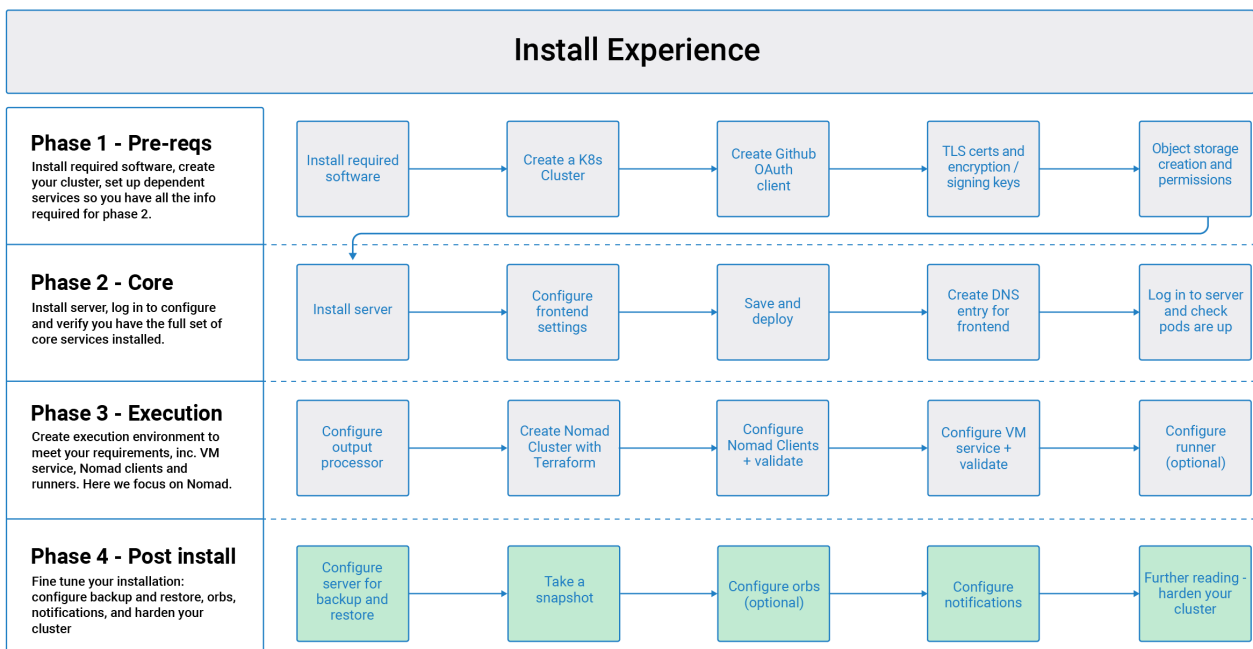 Install Experience
Phase 1 - Pre-reqs
Install required software, create
your cluster, set up dependent
services so you have all the info
required for phase 2.
Install required
software
Create a K8s
Cluster
Create Github
OAuth
client
TLS certs and
encryption /
signing keys
Object storage
creation and
permissions
Phase 2 - Core
Install server, log in to configure
and verify you have the full set of
core services installed.
Install server
Configure
frontend
settings
Save and
deploy
Create DNS
entry for
frontend
Log in to server
and check
pods are up
Phase 3 - Execution
Create execution environment to
meet your requirements, inc. VM
service, Nomad clients and
runners. Here we focus on Nomad.
Configure
output
processor
Create Nomad
Cluster with
Terraform
Configure
Nomad Clients
+ validate
Configure VM
service +
validate
Configure
runner
(optional)
Phase 4 - Post install
Fine tune your installation:
configure backup and restore, orbs,
notifications, and harden your
cluster
Configure
server for
backup and
restore
Take a
snapshot
Configure orbs
(optional)
Configure
notifications
Further reading -
harden your
cluster